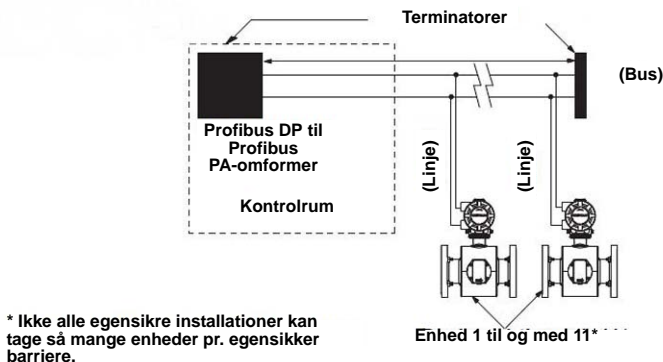 Terminatorer
(Bus)
Profibus DP til
Profibus
PA-omformer
Kontrolrum
(Linje)
(Linje)
* Ikke alle egensikre installationer kan
tage så mange enheder pr. egensikker
barriere.
Enhed 1 til og med 11*